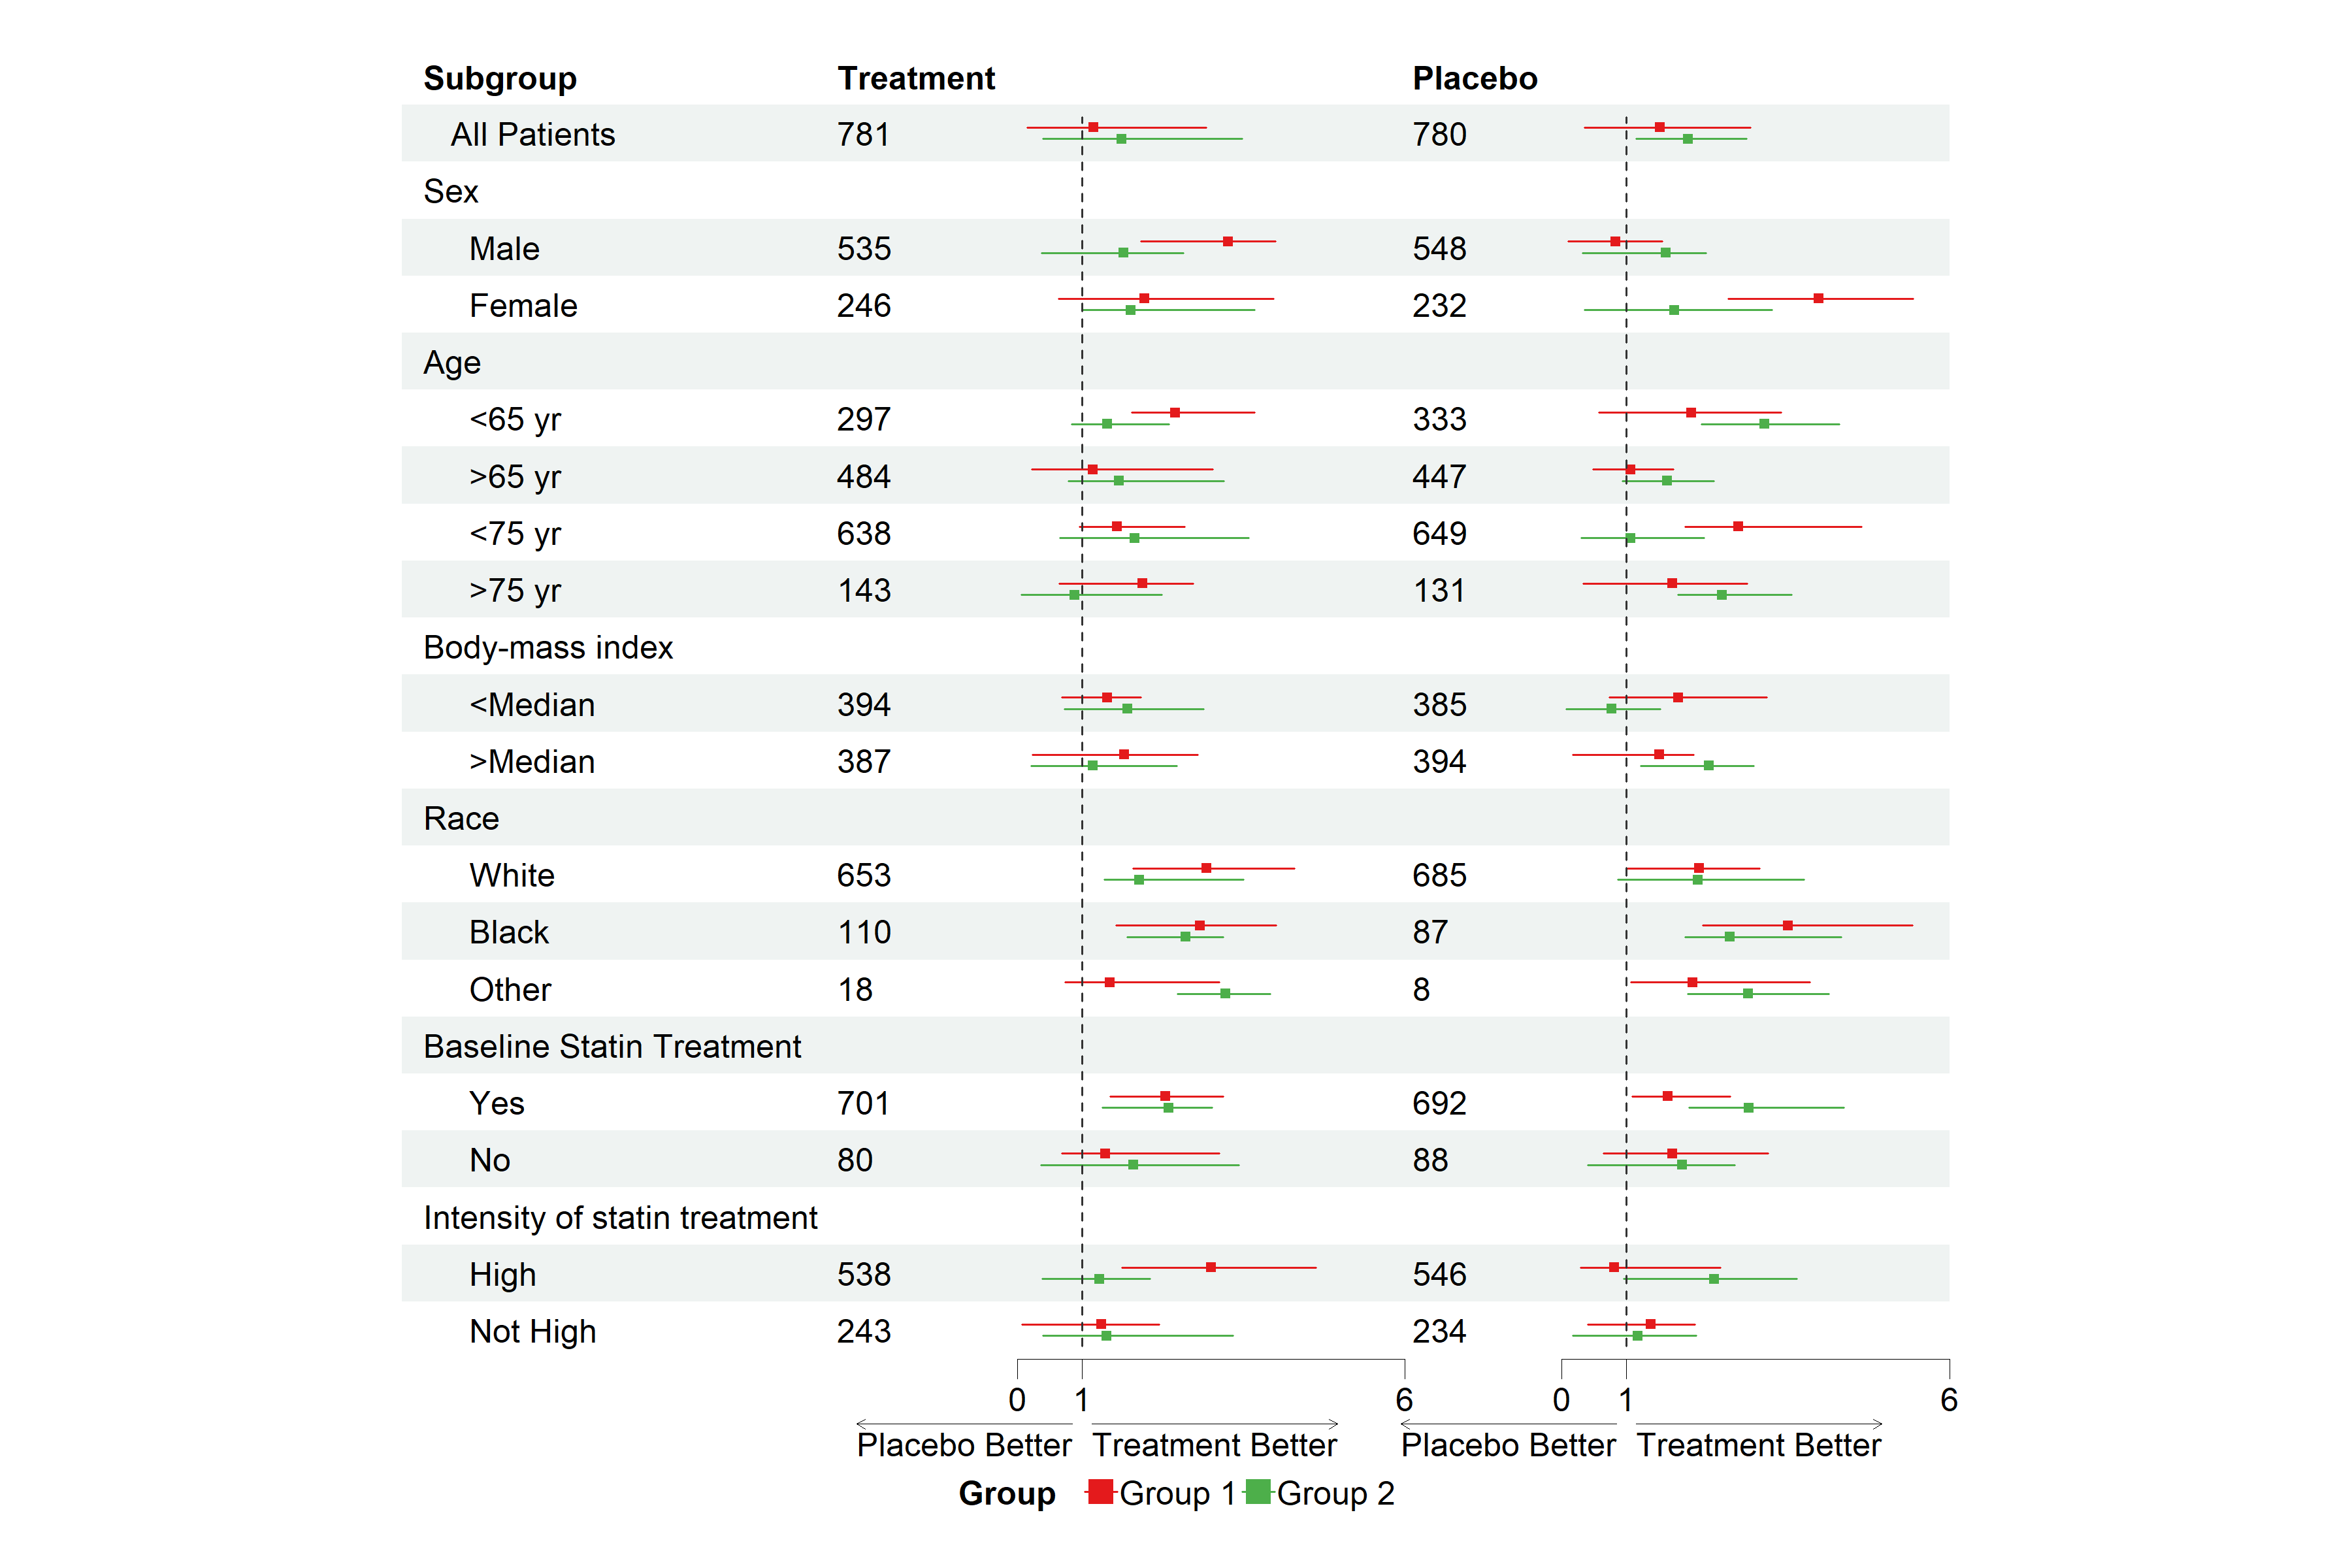 Subgroup Treatment Placebo
All Patients 781 780
Sex
Male 535 548
Female 246 232
Age
<65 yr 297 333
>65 yr 484 447
<75 yr 638 649
>75 yr 143 131
Body-mass index
<Median 394 385
>Median 387 394
Race
White 653 685
Black 110 87
Other 18 8
Baseline Statin Treatment
Yes 701 692
No 80 88
Intensity of statin treatment
High 538 546
Not High 243 234
0 1 6 0 1 6
Placebo Better Treatment Better Placebo Better Treatment Better
Group Group 1 Group 2